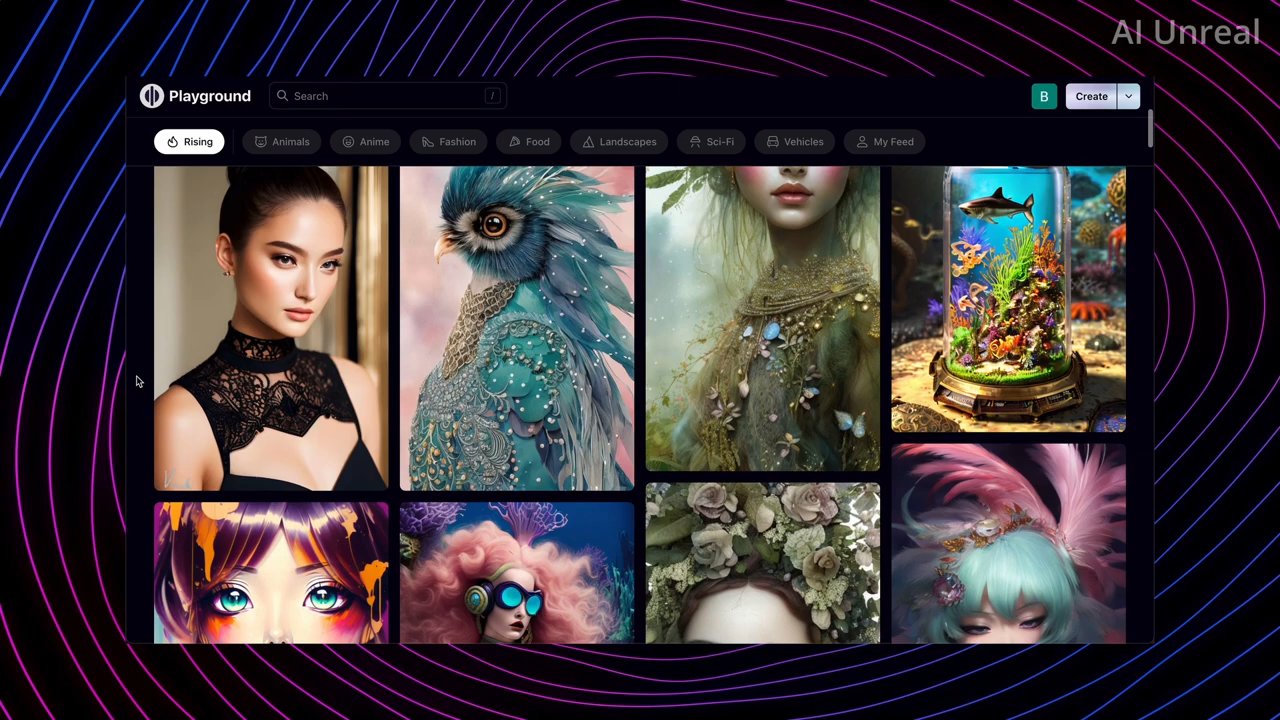 AI Unreal
Playground
Search
/
B
Create
Rising
Animals
Anime
Fashion
Food
Landscapes
Sci-Fi
Vehicles
My Feed